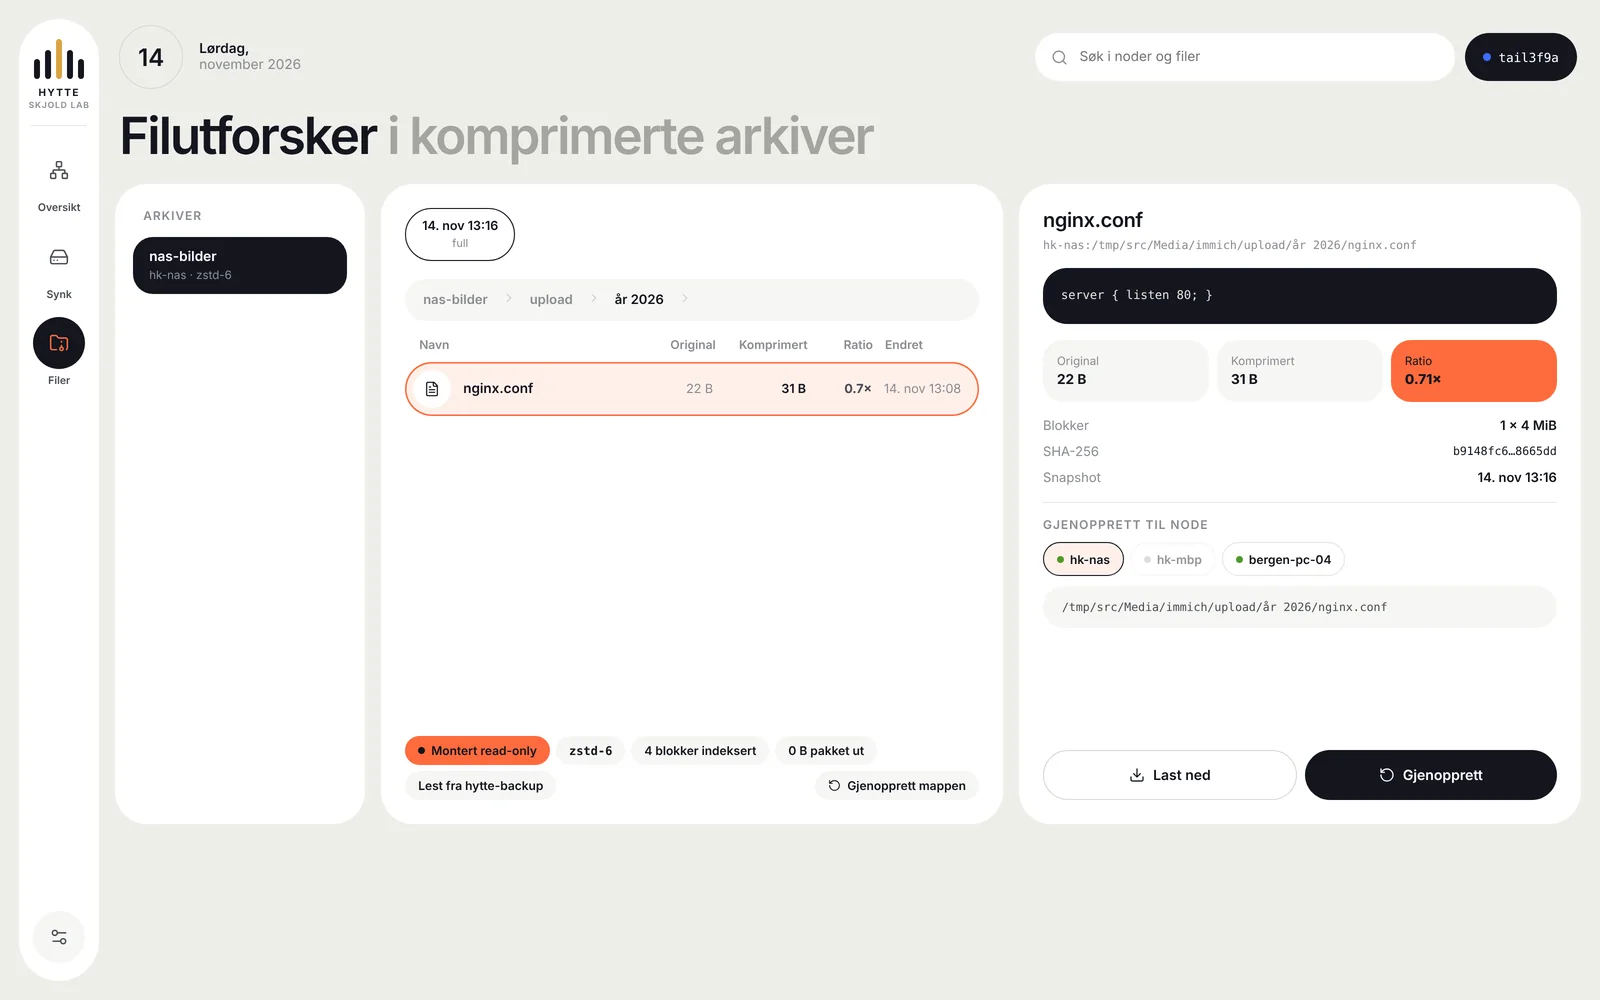 HYTTE
SKJOLD LAB
Oversikt
Synk
Filer
14
Lørdag,
november 2026
Søk i noder og filer
tail3f9a
Filutforsker i komprimerte arkiver
ARKIVER
nas-bilder
hk-nas · zstd-6
14. nov 13:16
full
nas-bilder upload år 2026
Navn Original Komprimert Ratio Endret
nginx.conf 22 B 31 B 0.7× 14. nov 13:08
Montert read-only zstd-6 4 blokker indeksert 0 B pakket ut
Lest fra hytte-backup Gjenopprett mappen
nginx.conf
hk-nas:/tmp/src/Media/immich/upload/år 2026/nginx.conf
server { listen 80; }
Original Komprimert Ratio
22 B 31 B 0.71×
Blokker 1 × 4 MiB
SHA-256 b9148fc6…8665dd
Snapshot 14. nov 13:16
GJENOPPRETT TIL NODE
hk-nas hk-mbp bergen-pc-04
/tmp/src/Media/immich/upload/år 2026/nginx.conf
Last ned Gjenopprett